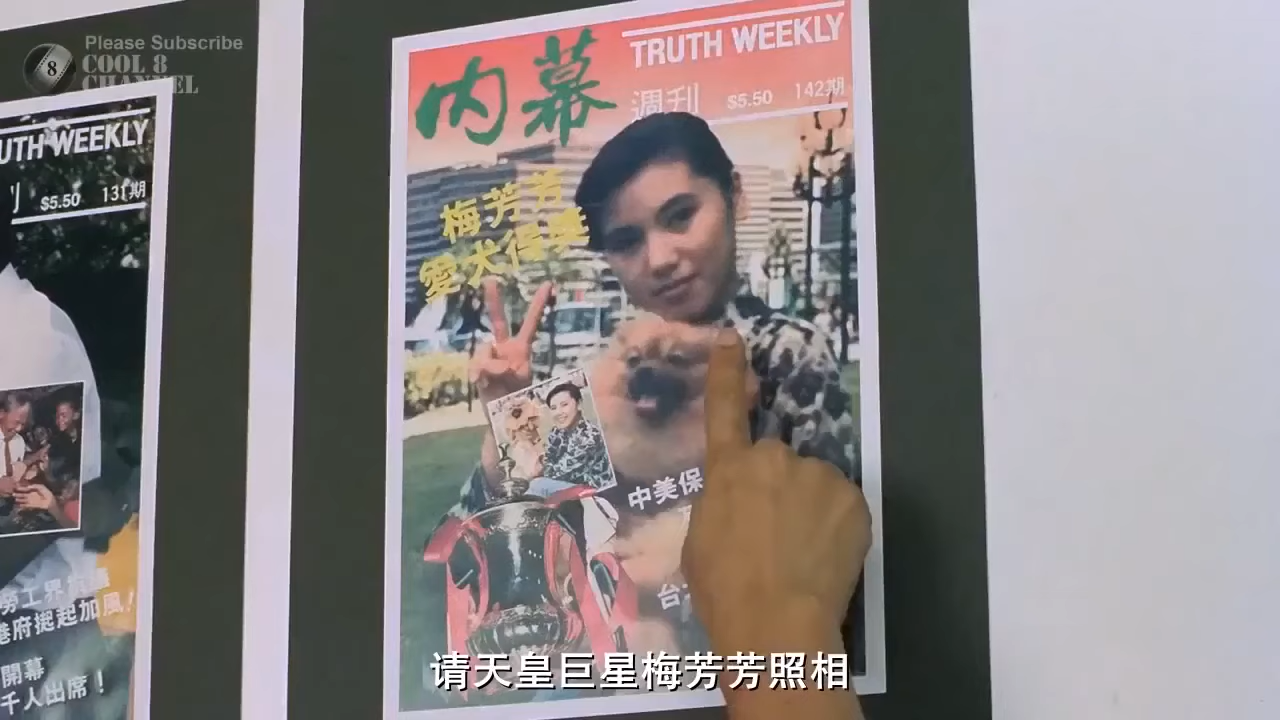 Please Subscribe
COOL 8
CHANNEL
UTH WEEKLY
刊 $5.50 131期
勞工界
港府掟起加風!
開幕
千人出席!
內幕
TRUTH WEEKLY
週刊 $5.50 142期
梅芳芳
愛犬得獎
中美保
台
请天皇巨星梅芳芳照相